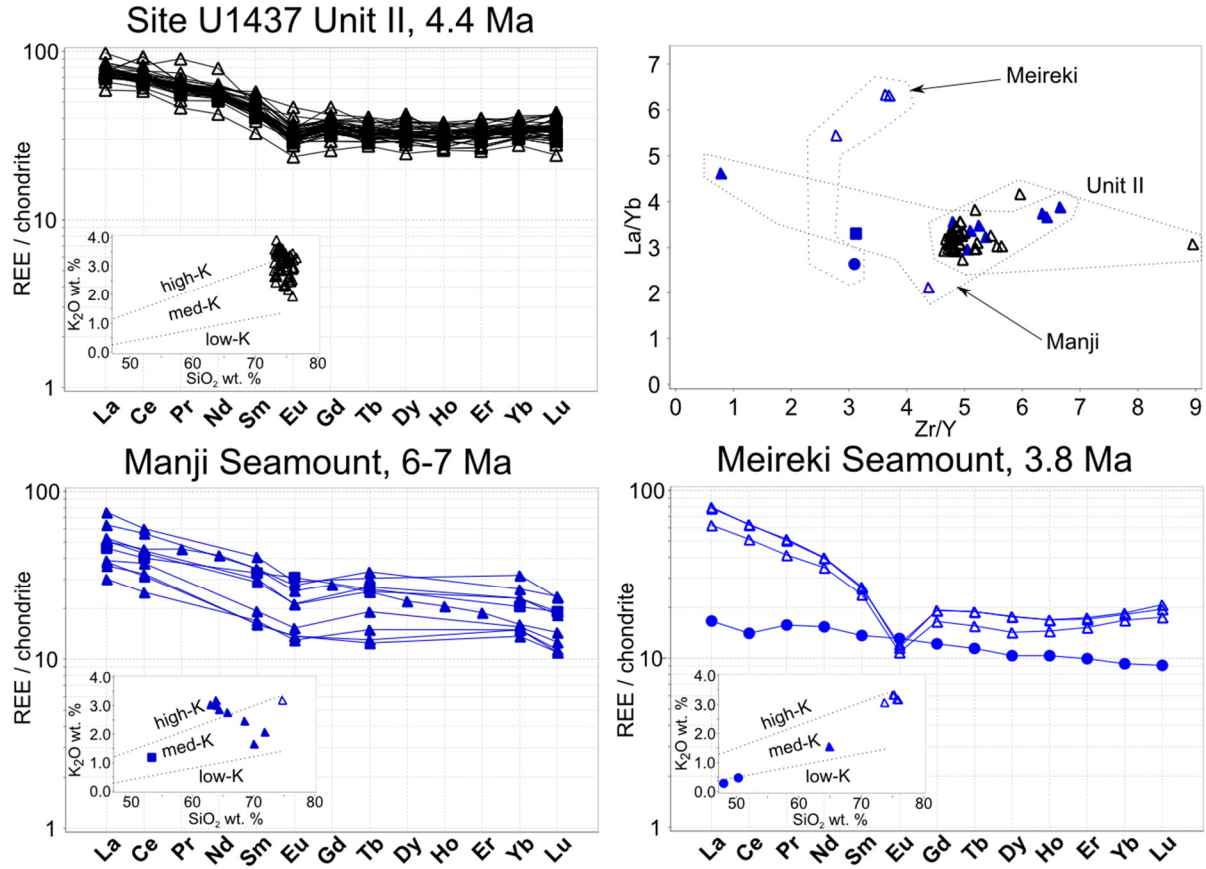 Site U1437 Unit II, 4.4 Ma
100
10
1
REE / chondrite
4.0
3.0
2.0
1.0
0.0
K₂O wt. %
high-K
med-K
low-K
50 60 70 80
SiO₂ wt. %
La Ce Pr Nd Sm Eu Gd Tb Dy Ho Er Yb Lu
7
6
5
4
3
2
1
0
La/Yb
Meireki
Unit II
Manji
0 1 2 3 4 5 6 7 8 9
Zr/Y
Manji Seamount, 6-7 Ma
100
10
1
REE / chondrite
4.0
3.0
2.0
1.0
0.0
K₂O wt. %
high-K
med-K
low-K
50 60 70 80
SiO₂ wt. %
La Ce Pr Nd Sm Eu Gd Tb Dy Ho Er Yb Lu
Meireki Seamount, 3.8 Ma
100
10
1
REE / chondrite
4.0
3.0
2.0
1.0
0.0
K₂O wt. %
high-K
med-K
low-K
50 60 70 80
SiO₂ wt. %
La Ce Pr Nd Sm Eu Gd Tb Dy Ho Er Yb Lu